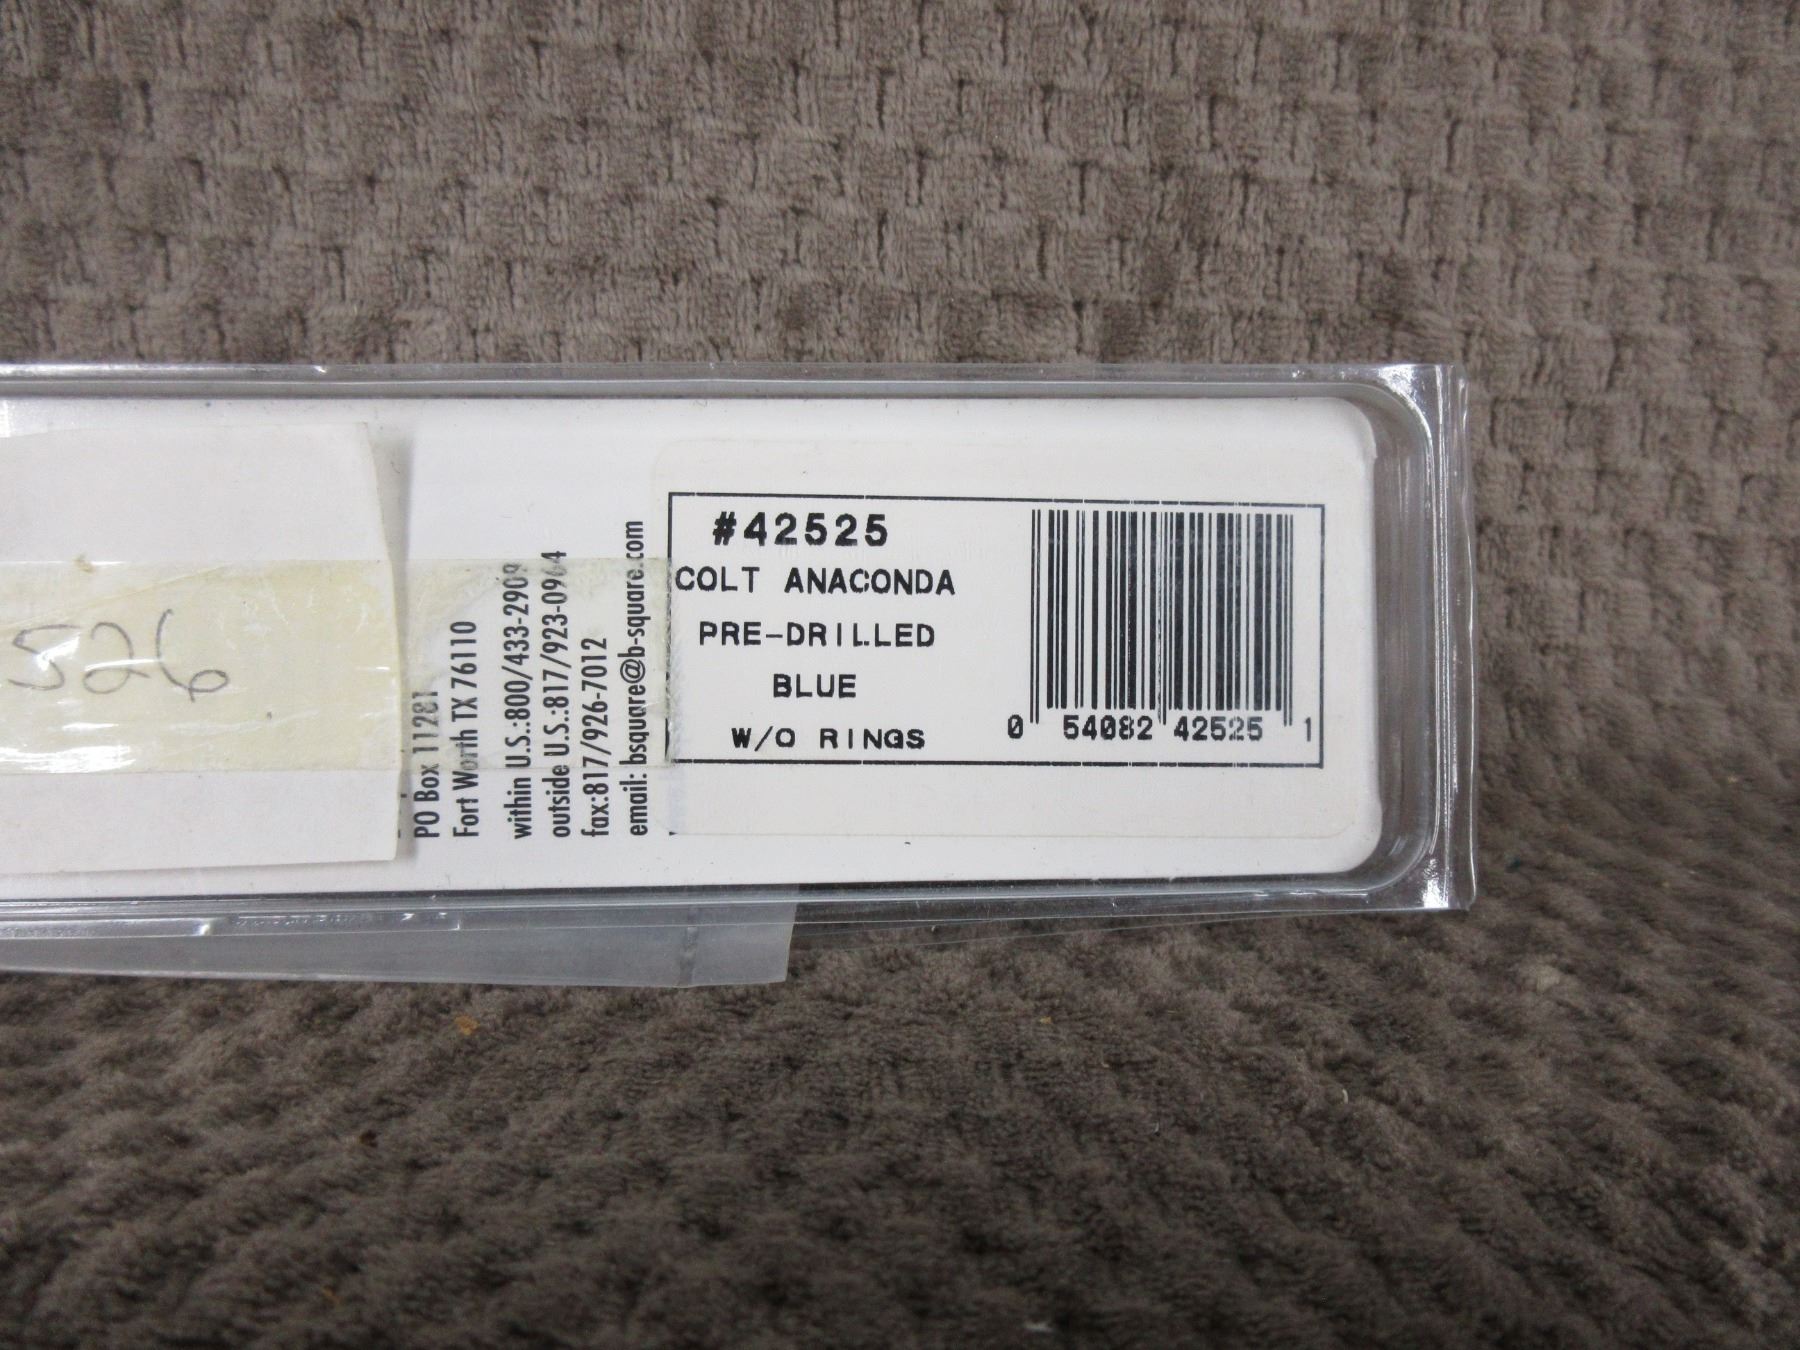 526
PO Box 11281
Fort Worth TX 76110
within U.S.:800/433-2909
outside U.S.:817/923-0964
fax:817/926-7012
email: bsquare@b-square.com
#42525
COLT ANACONDA
PRE-DRILLED
BLUE
W/O RINGS
0 54082 42525 1